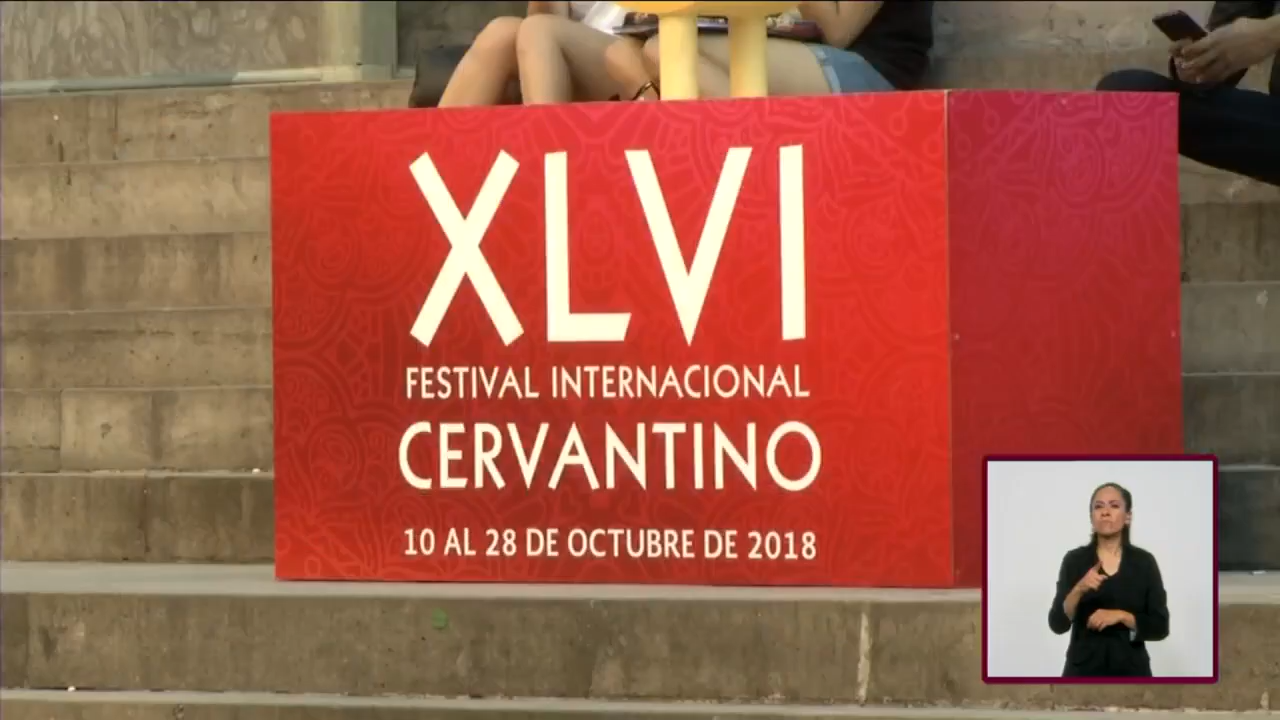 XLVI
FESTIVAL INTERNACIONAL
CERVANTINO
10 AL 28 DE OCTUBRE DE 2018